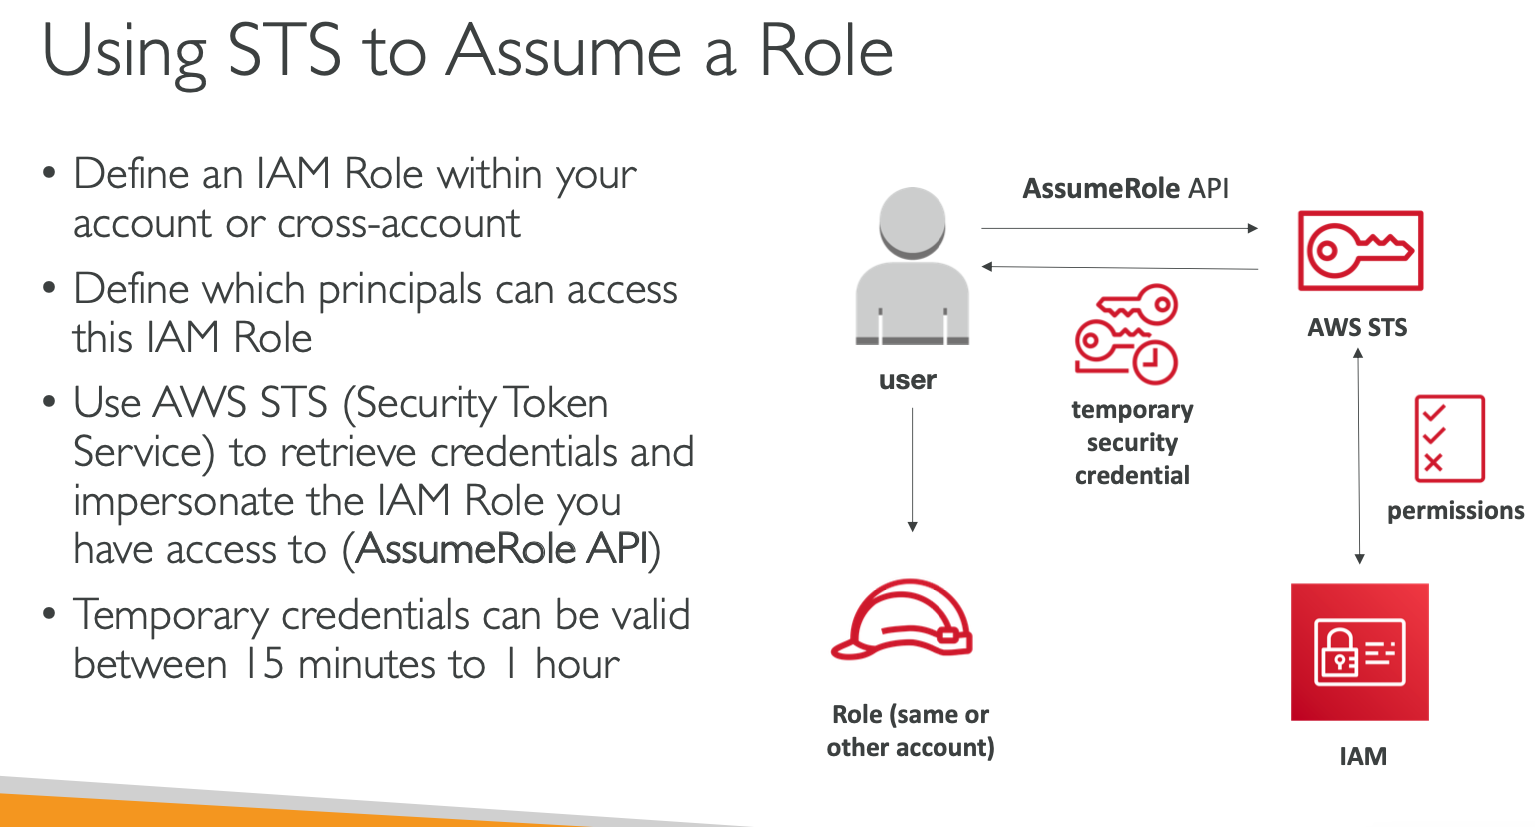 Using STS to Assume a Role
• Define an IAM Role within your
account or cross-account
• Define which principals can access
this IAM Role
• Use AWS STS (Security Token
Service) to retrieve credentials and
impersonate the IAM Role you
have access to (AssumeRole API)
• Temporary credentials can be valid
between 15 minutes to 1 hour
AssumeRole API
AWS STS
user
temporary
security
credential
permissions
Role (same or
other account)
IAM